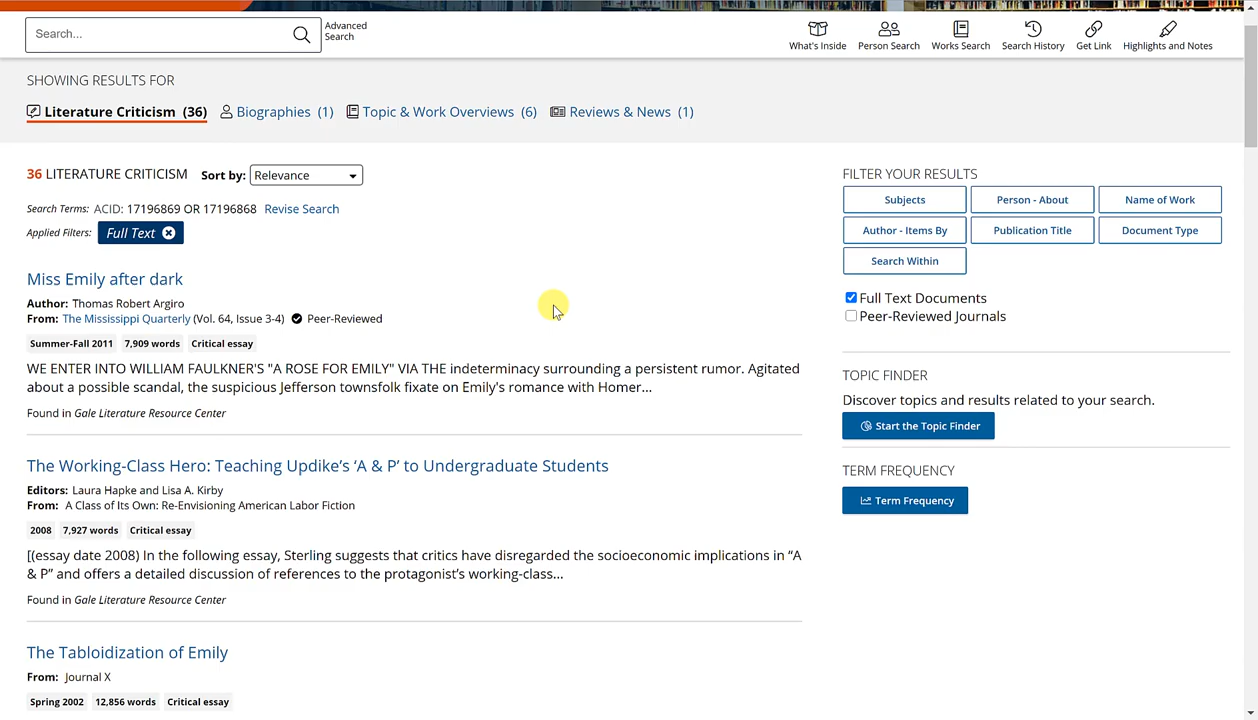 Search...
Advanced
Search
What's Inside
Person Search
Works Search
Search History
Get Link
Highlights and Notes
SHOWING RESULTS FOR
Literature Criticism (36)
Biographies (1)
Topic & Work Overviews (6)
Reviews & News (1)
36 LITERATURE CRITICISM
Sort by: Relevance
Search Terms: ACID: 17196869 OR 17196868 Revise Search
Applied Filters: Full Text
Miss Emily after dark
Author: Thomas Robert Argiro
From: The Mississippi Quarterly (Vol. 64, Issue 3-4) Peer-Reviewed
Summer-Fall 2011 7,909 words Critical essay
WE ENTER INTO WILLIAM FAULKNER'S "A ROSE FOR EMILY" VIA THE indeterminacy surrounding a persistent rumor. Agitated
about a possible scandal, the suspicious Jefferson townsfolk fixate on Emily's romance with Homer...
Found in Gale Literature Resource Center
The Working-Class Hero: Teaching Updike's ‘A & P’ to Undergraduate Students
Editors: Laura Hapke and Lisa A. Kirby
From: A Class of Its Own: Re-Envisioning American Labor Fiction
2008 7,927 words Critical essay
[(essay date 2008) In the following essay, Sterling suggests that critics have disregarded the socioeconomic implications in “A
& P” and offers a detailed discussion of references to the protagonist’s working-class...
Found in Gale Literature Resource Center
The Tabloidization of Emily
From: Journal X
Spring 2002 12,856 words Critical essay
FILTER YOUR RESULTS
Subjects
Person - About
Name of Work
Author - Items By
Publication Title
Document Type
Search Within
Full Text Documents
Peer-Reviewed Journals
TOPIC FINDER
Discover topics and results related to your search.
Start the Topic Finder
TERM FREQUENCY
Term Frequency